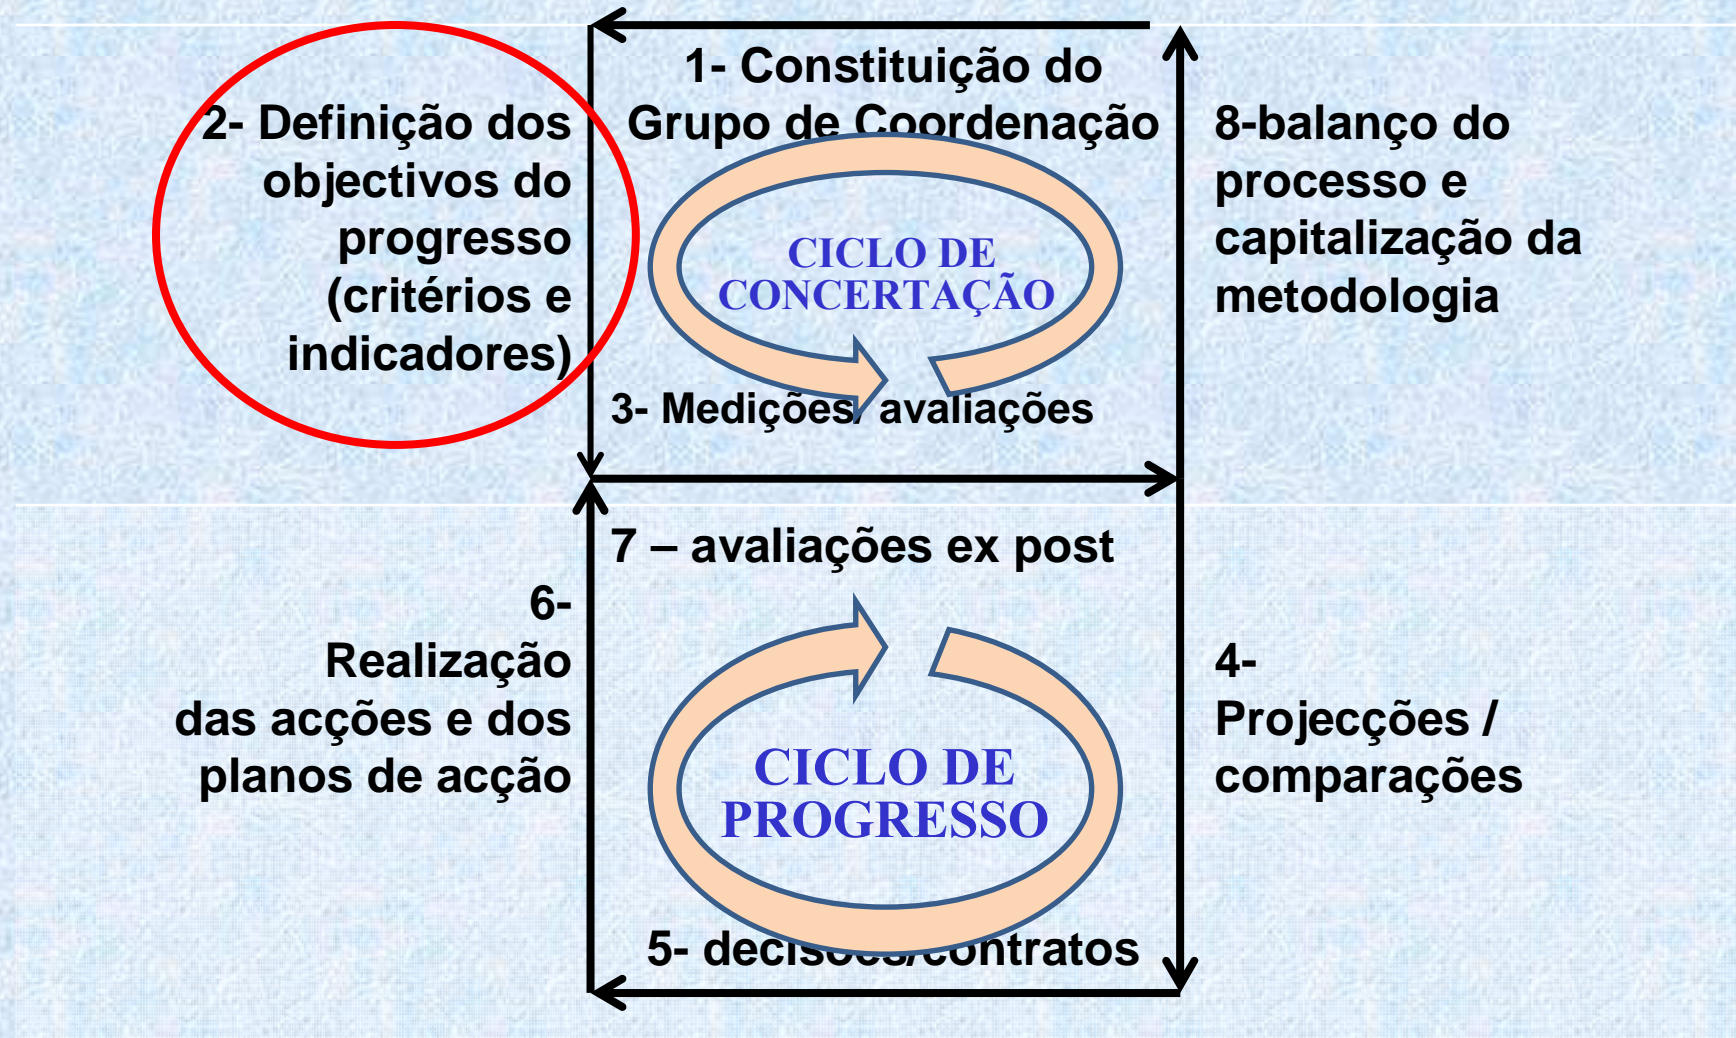 1- Constituição do
Grupo de Coordenação
2- Definição dos
objectivos do
progresso
(critérios e
indicadores)
8-balanço do
processo e
capitalização da
metodologia
CICLO DE
CONCERTAÇÃO
3- Medições/ avaliações
7 – avaliações ex post
6-
Realização
das acções e dos
planos de acção
4-
Projecções /
comparações
CICLO DE
PROGRESSO
5- decisões/contratos